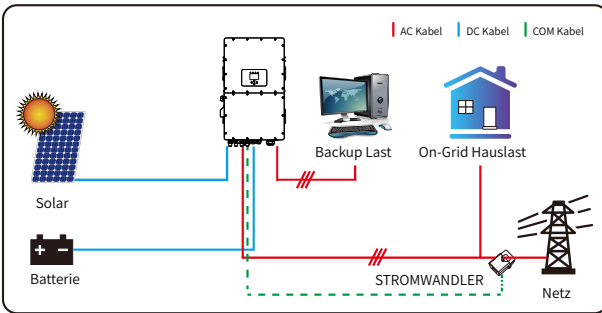 AC Kabel
DC Kabel
COM Kabel
Backup Last
On-Grid Hauslast
Solar
Batterie
STROMWANDLER
Netz